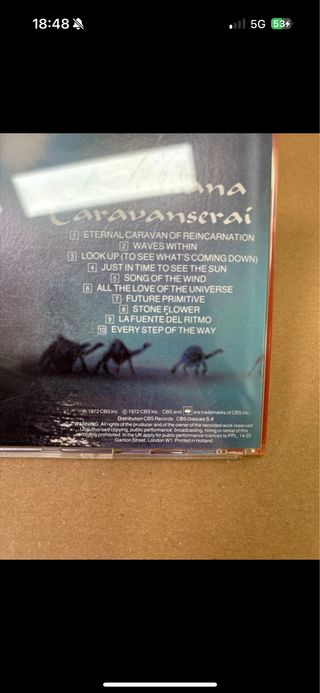 18:48
5G
53
Santana
Caravanserai
1 ETERNAL CARAVAN OF REINCARNATION
2 WAVES WITHIN
3 LOOK UP (TO SEE WHAT'S COMING DOWN)
4 JUST IN TIME TO SEE THE SUN
5 SONG OF THE WIND
6 ALL THE LOVE OF THE UNIVERSE
7 FUTURE PRIMITIVE
8 STONE FLOWER
9 LA FUENTE DEL RITMO
10 EVERY STEP OF THE WAY
℗ 1972 CBS Inc © 1972 CBS Inc CBS and are trademarks of CBS Inc
Distribution CBS Records CBS Disques S.A
WARNING. All rights of the producer and of the owner of the recorded work reserved
Unauthorised copying, public performance, broadcasting, hiring or rental of this
recording prohibited. In the UK apply for public performance licences to PPL, 14-22
Ganton Street, London W1. Printed in Holland